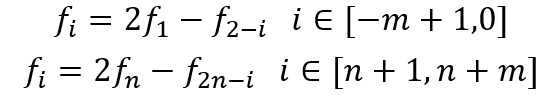 fᵢ = 2f₁ − f₂₋ᵢ i ∈ [−m + 1,0]
fᵢ = 2fₙ − f₂ₙ₋ᵢ i ∈ [n + 1, n + m]